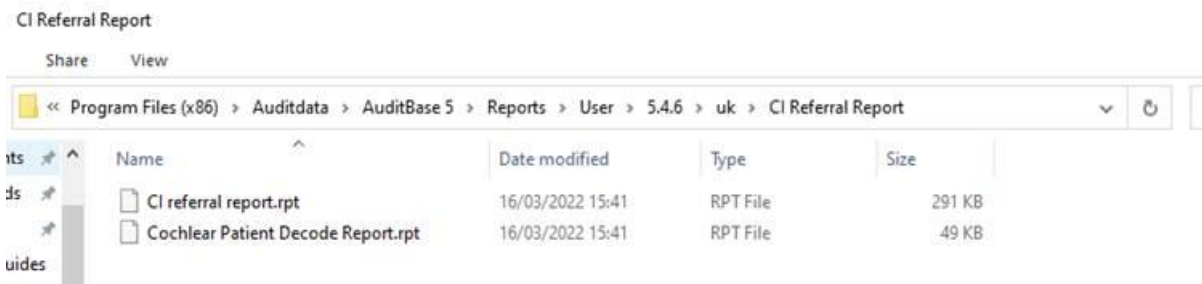 CI Referral Report
Share View
« Program Files (x86) > Auditdata > AuditBase 5 > Reports > User > 5.4.6 > uk > CI Referral Report
Name Date modified Type Size
CI referral report.rpt 16/03/2022 15:41 RPT File 291 KB
Cochlear Patient Decode Report.rpt 16/03/2022 15:41 RPT File 49 KB